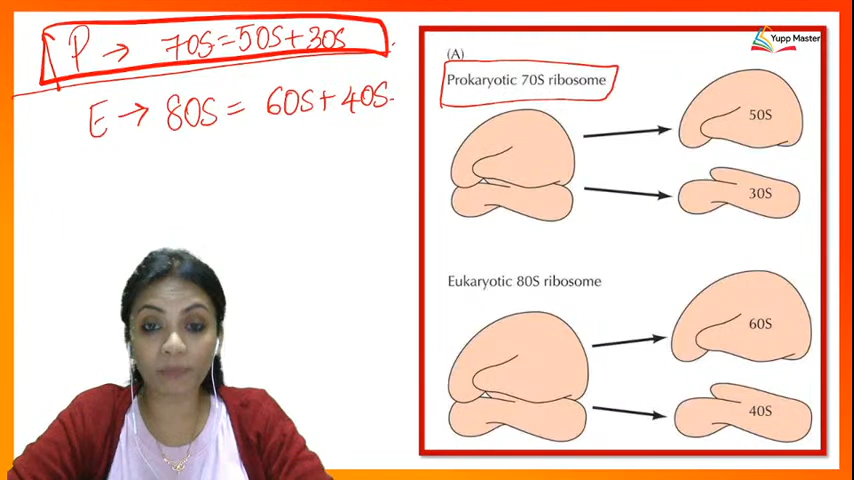 P → 70S = 50S + 30S
E → 80S = 60S + 40S
Yupp Master
(A)
Prokaryotic 70S ribosome
50S
30S
Eukaryotic 80S ribosome
60S
40S